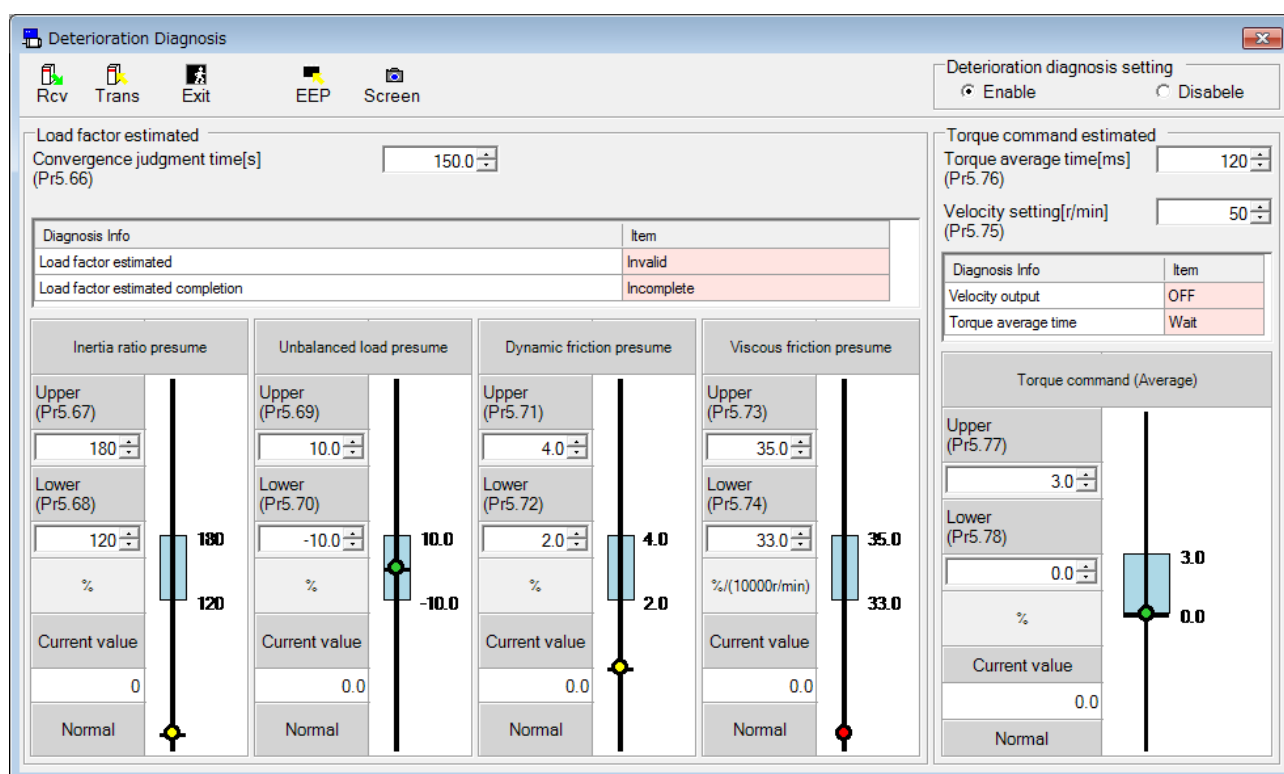 Deterioration Diagnosis
Rcv Trans Exit EEP Screen
Deterioration diagnosis setting
Enable Disabele
Load factor estimated
Convergence judgment time[s]
(Pr5.66)
150.0
Diagnosis Info Item
Load factor estimated Invalid
Load factor estimated completion Incomplete
Inertia ratio presume
Upper
(Pr5.67)
180
Lower
(Pr5.68)
120
%
Current value
0
Normal
180
120
Unbalanced load presume
Upper
(Pr5.69)
10.0
Lower
(Pr5.70)
-10.0
%
Current value
0.0
Normal
10.0
-10.0
Dynamic friction presume
Upper
(Pr5.71)
4.0
Lower
(Pr5.72)
2.0
%
Current value
0.0
Normal
4.0
2.0
Viscous friction presume
Upper
(Pr5.73)
35.0
Lower
(Pr5.74)
33.0
%/(10000r/min)
Current value
0.0
Normal
35.0
33.0
Torque command estimated
Torque average time[ms]
(Pr5.76)
120
Velocity setting[r/min]
(Pr5.75)
50
Diagnosis Info Item
Velocity output OFF
Torque average time Wait
Torque command (Average)
Upper
(Pr5.77)
3.0
Lower
(Pr5.78)
0.0
%
Current value
0.0
Normal
3.0
0.0